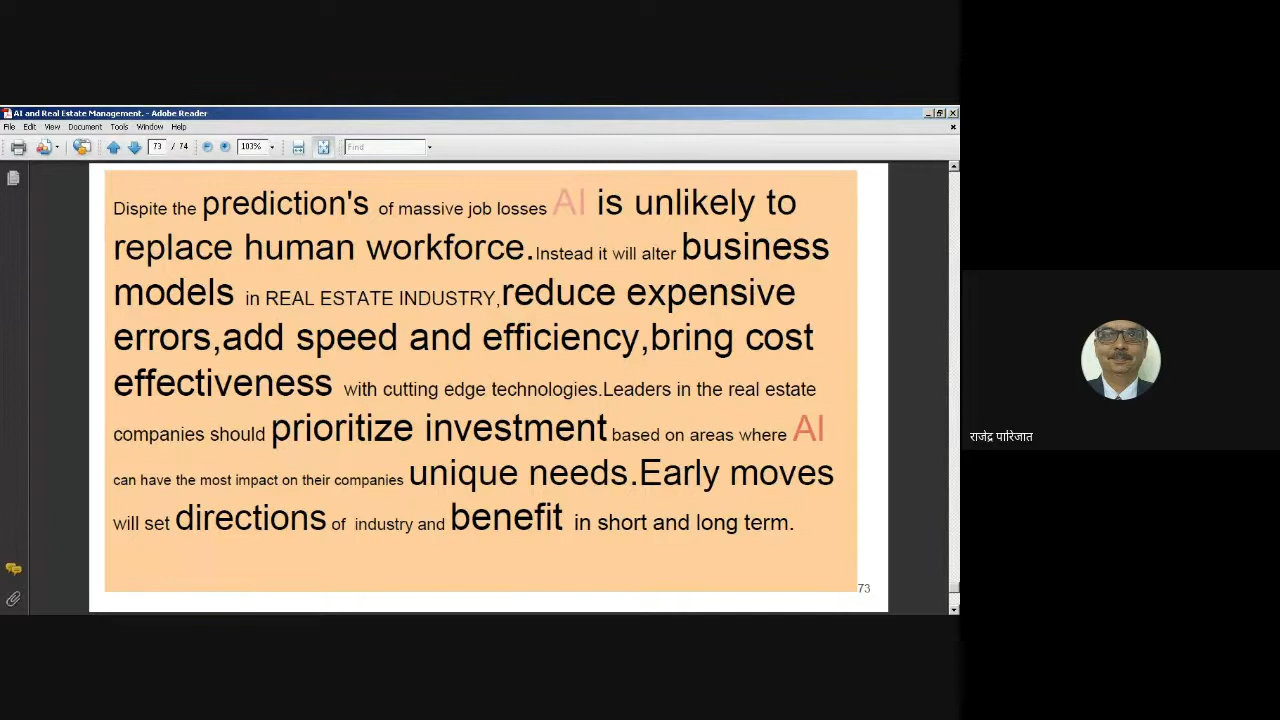 AI and Real Estate Management. - Adobe Reader
File Edit View Document Tools Window Help
73 / 74 103% Find
Dispite the prediction's of massive job losses AI is unlikely to
replace human workforce.Instead it will alter business
models in REAL ESTATE INDUSTRY,reduce expensive
errors,add speed and efficiency,bring cost
effectiveness with cutting edge technologies.Leaders in the real estate
companies should prioritize investment based on areas where AI
can have the most impact on their companies unique needs.Early moves
will set directions of industry and benefit in short and long term.
73
राजेंद्र पारिजात